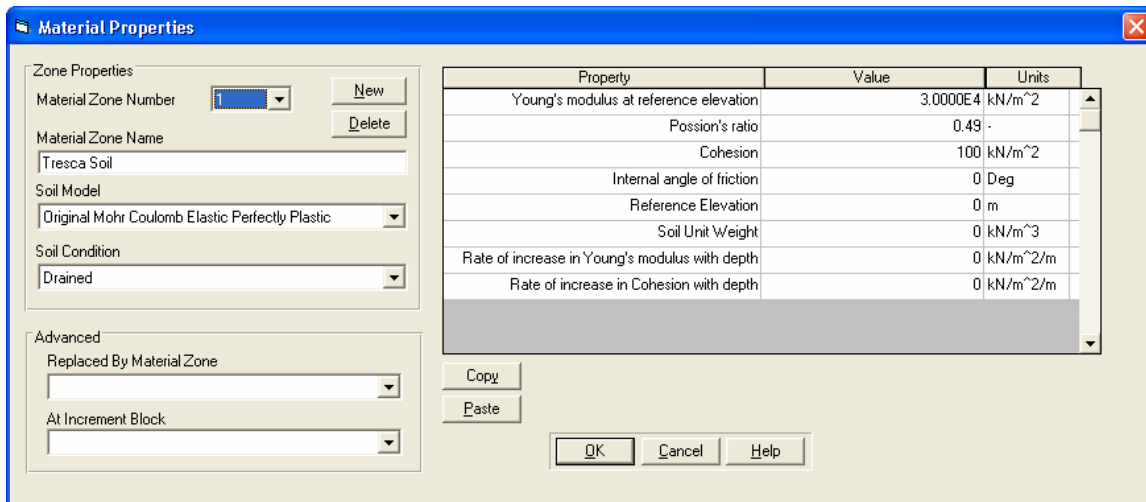 Material Properties
Zone Properties
Material Zone Number
1
New
Delete
Material Zone Name
Tresca Soil
Soil Model
Original Mohr Coulomb Elastic Perfectly Plastic
Soil Condition
Drained
Advanced
Replaced By Material Zone
At Increment Block
Property Value Units
Young's modulus at reference elevation 3.0000E4 kN/m^2
Possion's ratio 0.49 -
Cohesion 100 kN/m^2
Internal angle of friction 0 Deg
Reference Elevation 0 m
Soil Unit Weight 0 kN/m^3
Rate of increase in Young's modulus with depth 0 kN/m^2/m
Rate of increase in Cohesion with depth 0 kN/m^2/m
Copy
Paste
OK Cancel Help